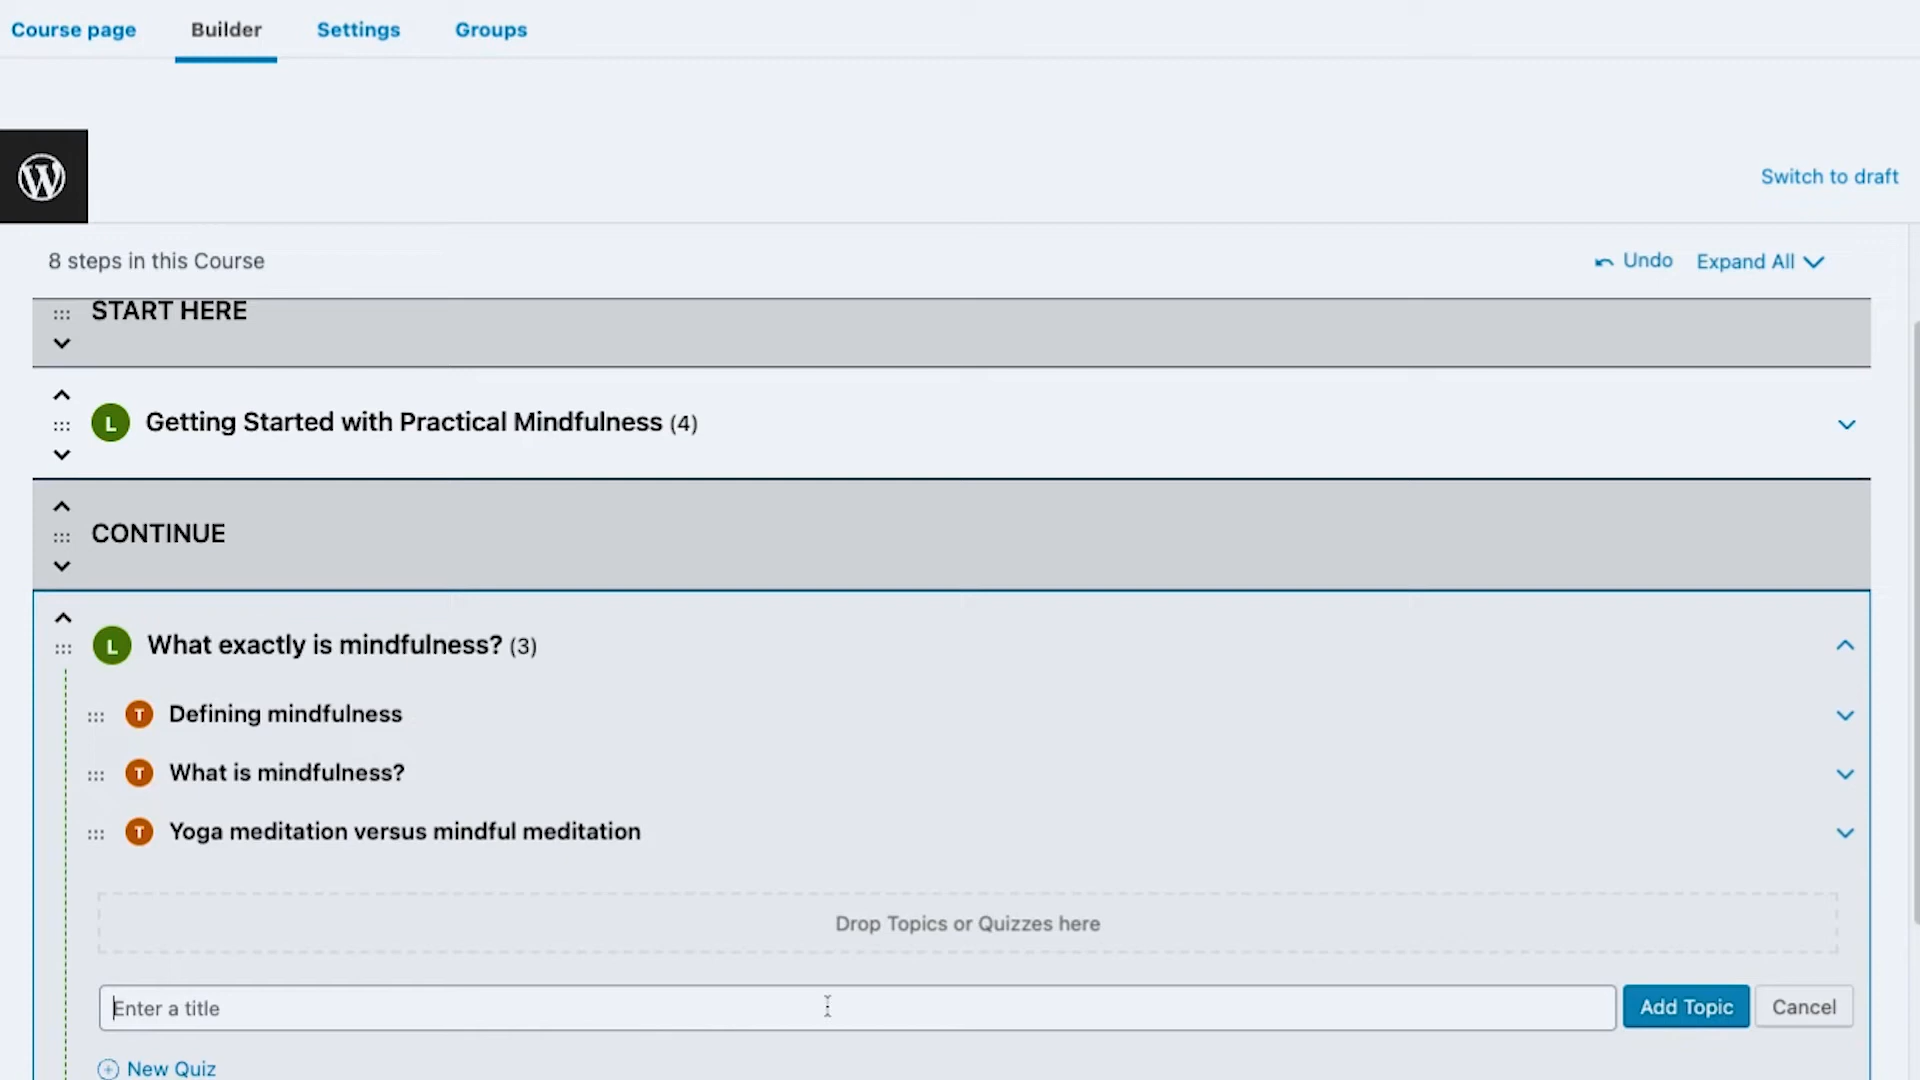 Course page Builder Settings Groups
Switch to draft
8 steps in this Course Undo Expand All
START HERE
L Getting Started with Practical Mindfulness (4)
CONTINUE
L What exactly is mindfulness? (3)
T Defining mindfulness
T What is mindfulness?
T Yoga meditation versus mindful meditation
Drop Topics or Quizzes here
Enter a title Add Topic Cancel
New Quiz